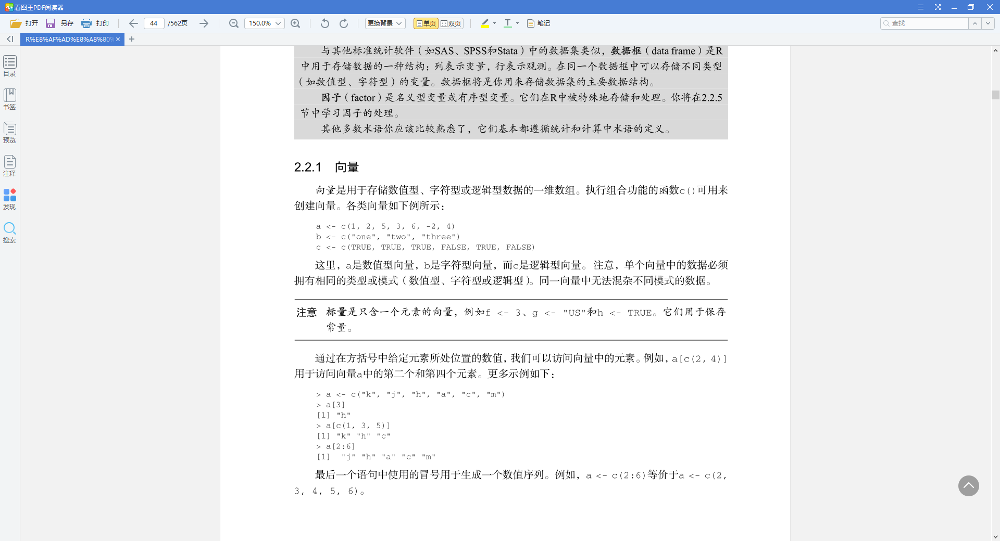 看图王PDF阅读器
打开 另存 打印 44 /562页 150.0% 更换背景 单页 双页 笔记 查找
R%E8%AF%AD%E8%A8%80%
目录
书签
预览
注释
发现
搜索
与其他标准统计软件（如SAS、SPSS和Stata）中的数据集类似，数据框（data frame）是R
中用于存储数据的一种结构：列表示变量，行表示观测。在同一个数据框中可以存储不同类型
（如数值型、字符型）的变量。数据框将是你用来存储数据集的主要数据结构。
因子（factor）是名义型变量或有序型变量。它们在R中被特殊地存储和处理。你将在2.2.5
节中学习因子的处理。
其他多数术语你应该比较熟悉了，它们基本都遵循统计和计算中术语的定义。
2.2.1 向量
向量是用于存储数值型、字符型或逻辑型数据的一维数组。执行组合功能的函数c()可用来
创建向量。各类向量如下例所示：
a <- c(1, 2, 5, 3, 6, -2, 4)
b <- c("one", "two", "three")
c <- c(TRUE, TRUE, TRUE, FALSE, TRUE, FALSE)
这里，a是数值型向量，b是字符型向量，而c是逻辑型向量。注意，单个向量中的数据必须
拥有相同的类型或模式（数值型、字符型或逻辑型）。同一向量中无法混杂不同模式的数据。
注意 标量是只含一个元素的向量，例如f <- 3、g <- "US"和h <- TRUE。它们用于保存
常量。
通过在方括号中给定元素所处位置的数值，我们可以访问向量中的元素。例如，a[c(2, 4)]
用于访问向量a中的第二个和第四个元素。更多示例如下：
> a <- c("k", "j", "h", "a", "c", "m")
> a[3]
[1] "h"
> a[c(1, 3, 5)]
[1] "k" "h" "c"
> a[2:6]
[1]  "j" "h" "a" "c" "m"
最后一个语句中使用的冒号用于生成一个数值序列。例如，a <- c(2:6)等价于a <- c(2,
3, 4, 5, 6)。